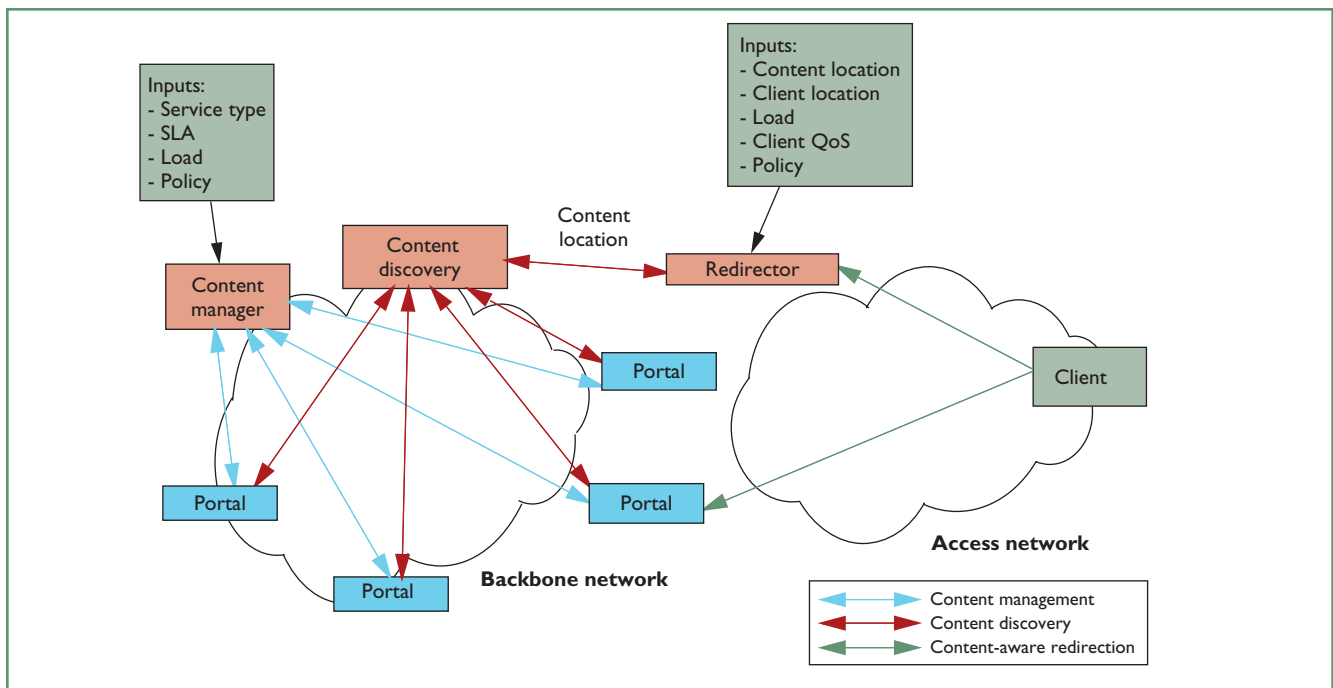 Inputs:
- Service type
- SLA
- Load
- Policy
Inputs:
- Content location
- Client location
- Load
- Client QoS
- Policy
Content
location
Content
discovery
Redirector
Content
manager
Portal
Client
Portal
Portal
Portal
Access network
Backbone network
Content management
Content discovery
Content-aware redirection